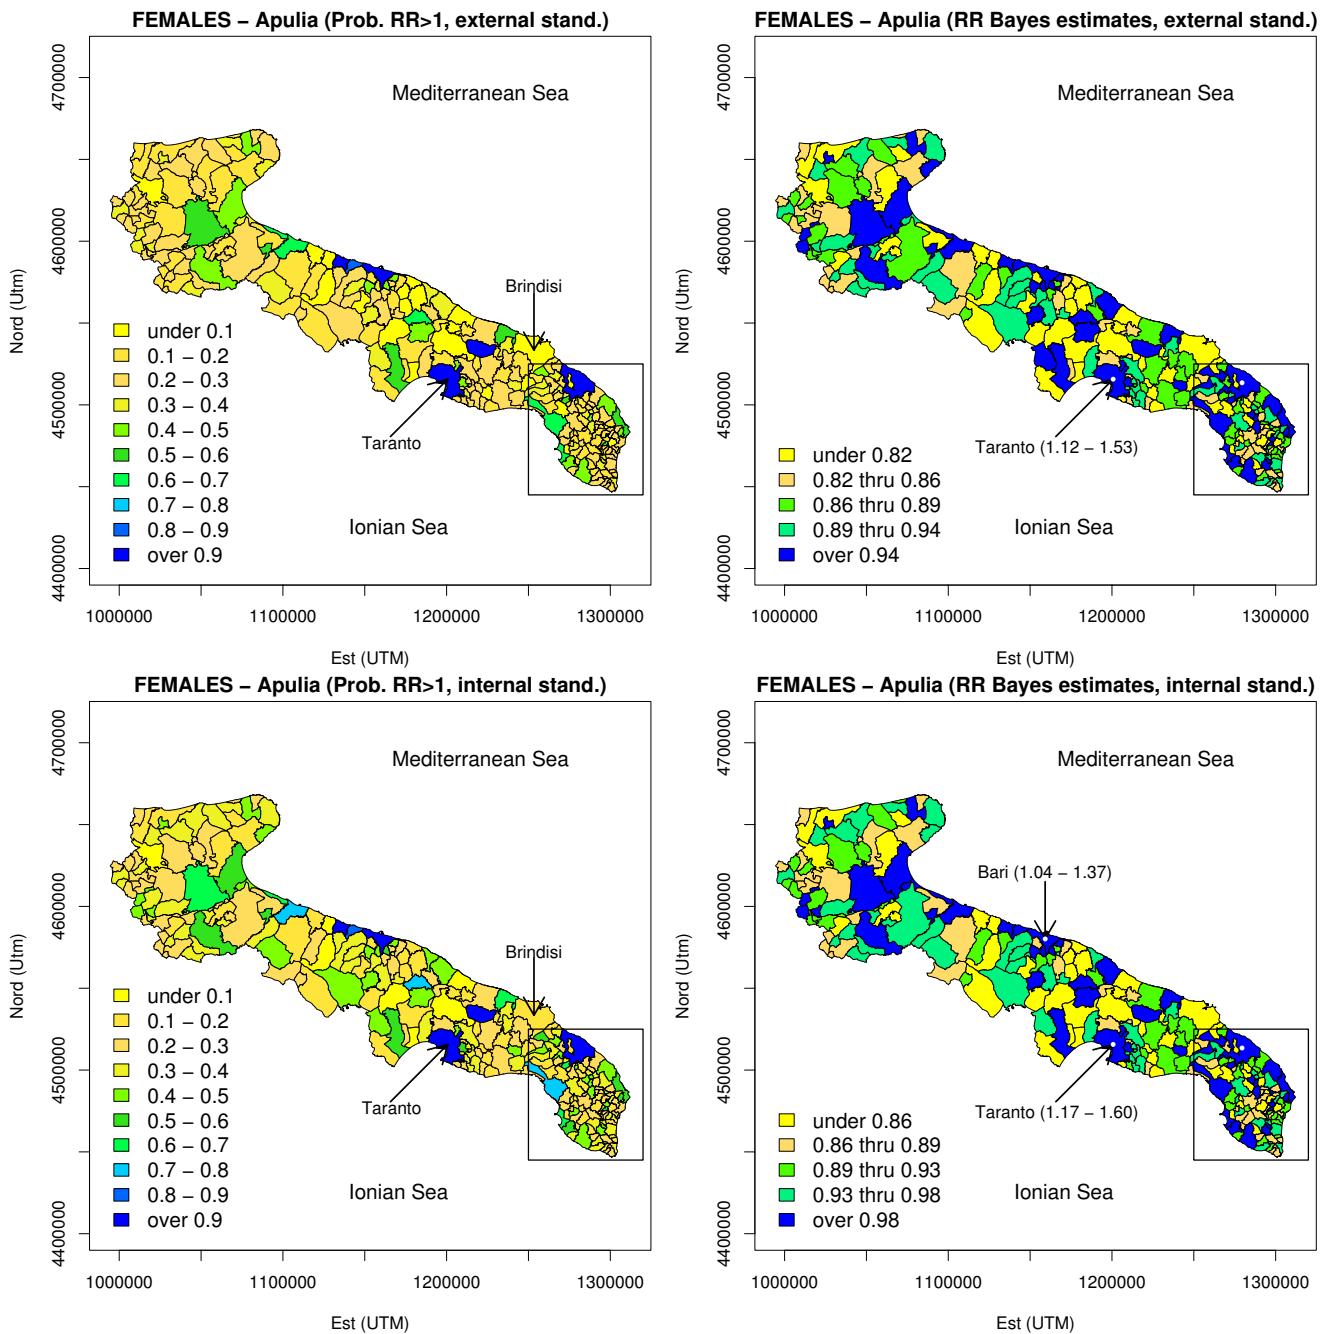 FEMALES − Apulia (Prob. RR>1, external stand.)
4700000
4600000
4500000
4400000
Nord (Utm)
Mediterranean Sea
Brindisi
Taranto
Ionian Sea
under 0.1
0.1 − 0.2
0.2 − 0.3
0.3 − 0.4
0.4 − 0.5
0.5 − 0.6
0.6 − 0.7
0.7 − 0.8
0.8 − 0.9
over 0.9
1000000
1100000
1200000
1300000
Est (UTM)
FEMALES − Apulia (RR Bayes estimates, external stand.)
4700000
4600000
4500000
4400000
Nord (Utm)
Mediterranean Sea
Taranto (1.12 − 1.53)
Ionian Sea
under 0.82
0.82 thru 0.86
0.86 thru 0.89
0.89 thru 0.94
over 0.94
1000000
1100000
1200000
1300000
Est (UTM)
FEMALES − Apulia (Prob. RR>1, internal stand.)
4700000
4600000
4500000
4400000
Nord (Utm)
Mediterranean Sea
Brindisi
Taranto
Ionian Sea
under 0.1
0.1 − 0.2
0.2 − 0.3
0.3 − 0.4
0.4 − 0.5
0.5 − 0.6
0.6 − 0.7
0.7 − 0.8
0.8 − 0.9
over 0.9
1000000
1100000
1200000
1300000
Est (UTM)
FEMALES − Apulia (RR Bayes estimates, internal stand.)
4700000
4600000
4500000
4400000
Nord (Utm)
Mediterranean Sea
Bari (1.04 − 1.37)
Taranto (1.17 − 1.60)
Ionian Sea
under 0.86
0.86 thru 0.89
0.89 thru 0.93
0.93 thru 0.98
over 0.98
1000000
1100000
1200000
1300000
Est (UTM)